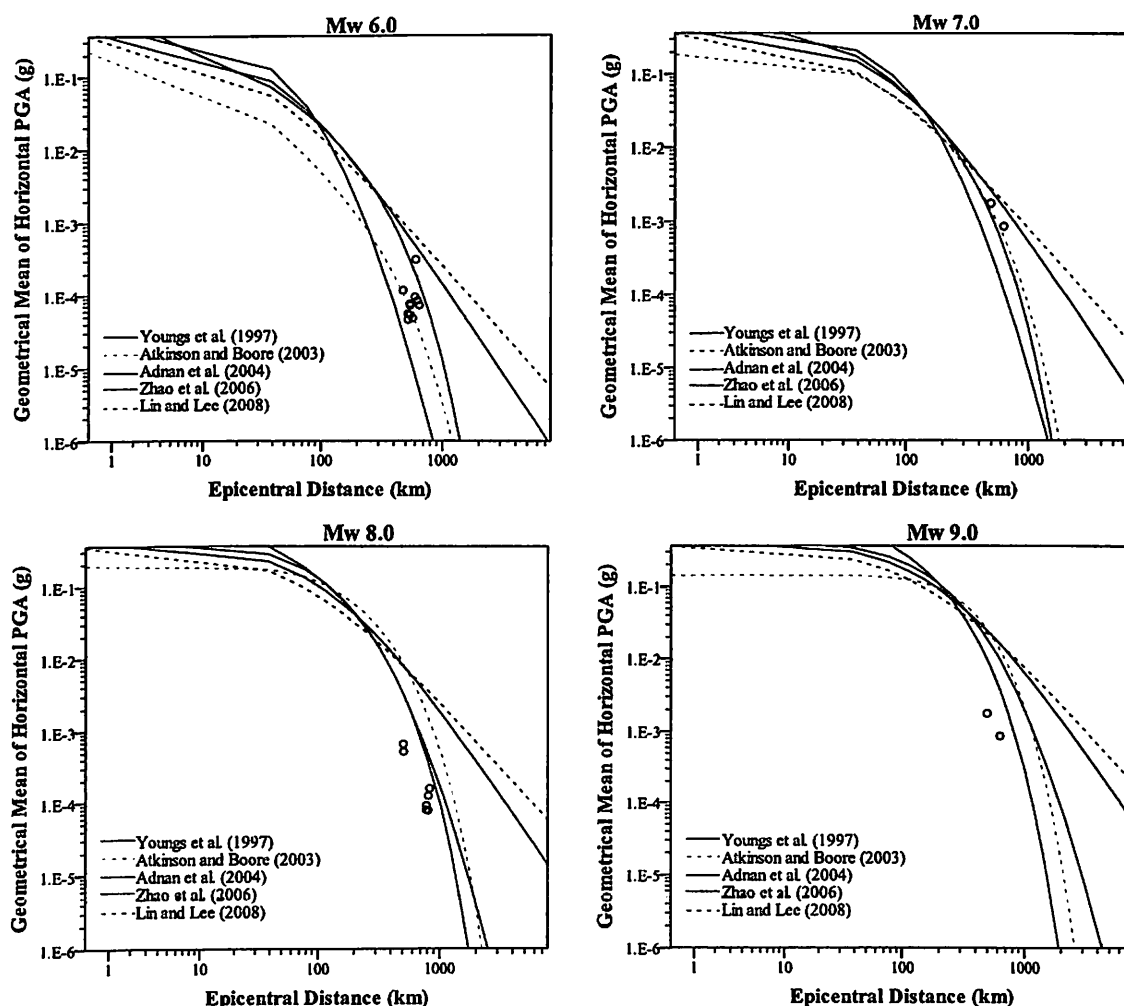 Mw 6.0
Geometrical Mean of Horizontal PGA (g)
1.E-1
1.E-2
1.E-3
1.E-4
1.E-5
1.E-6
Youngs et al. (1997)
Atkinson and Boore (2003)
Adnan et al. (2004)
Zhao et al. (2006)
Lin and Lee (2008)
1 10 100 1000
Epicentral Distance (km)
Mw 7.0
Geometrical Mean of Horizontal PGA (g)
1.E-1
1.E-2
1.E-3
1.E-4
1.E-5
1.E-6
Youngs et al. (1997)
Atkinson and Boore (2003)
Adnan et al. (2004)
Zhao et al. (2006)
Lin and Lee (2008)
1 10 100 1000
Epicentral Distance (km)
Mw 8.0
Geometrical Mean of Horizontal PGA (g)
1.E-1
1.E-2
1.E-3
1.E-4
1.E-5
1.E-6
Youngs et al. (1997)
Atkinson and Boore (2003)
Adnan et al. (2004)
Zhao et al. (2006)
Lin and Lee (2008)
1 10 100 1000
Epicentral Distance (km)
Mw 9.0
Geometrical Mean of Horizontal PGA (g)
1.E-1
1.E-2
1.E-3
1.E-4
1.E-5
1.E-6
Youngs et al. (1997)
Atkinson and Boore (2003)
Adnan et al. (2004)
Zhao et al. (2006)
Lin and Lee (2008)
1 10 100 1000
Epicentral Distance (km)